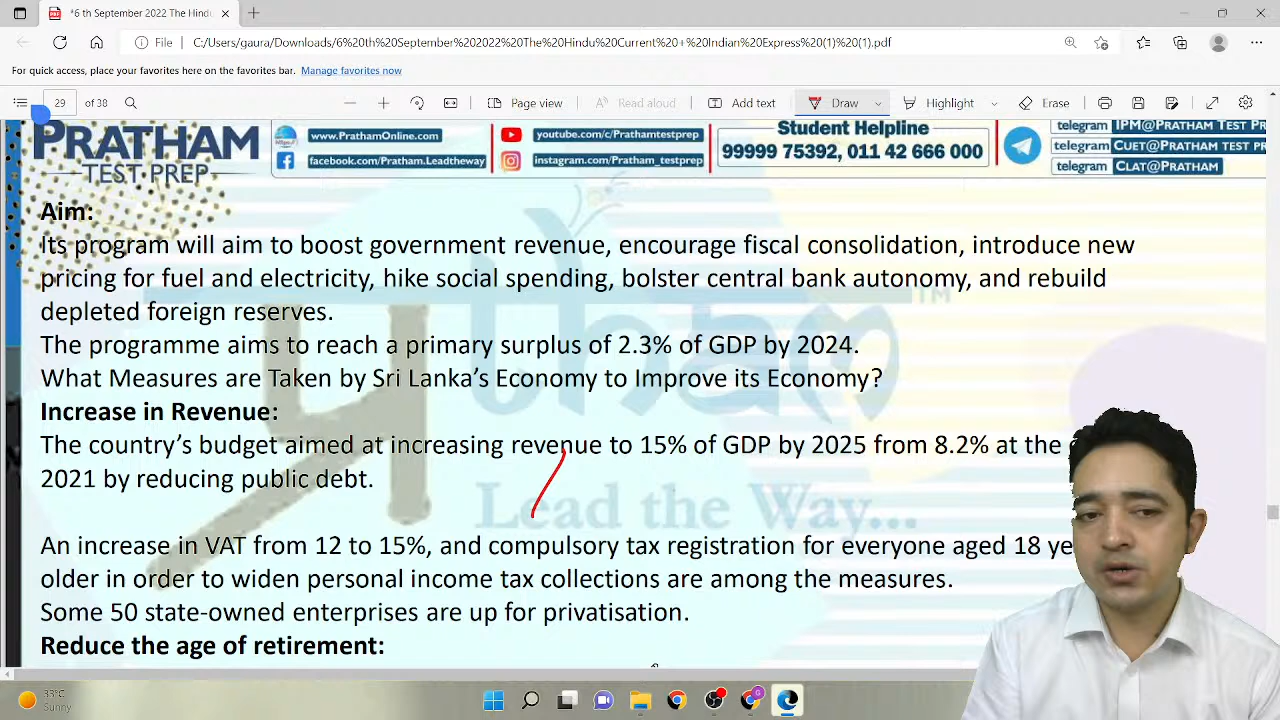 *6 th September 2022 The Hindu
File C:/Users/gaura/Downloads/6%20th%20September%202022%20The%20Hindu%20Current%20+%20Indian%20Express%20(1)%20(1).pdf
For quick access, place your favorites here on the favorites bar. Manage favorites now
29 of 38 Page view Read aloud Add text Draw Highlight Erase
PRATHAM
TEST PREP
www.PrathamOnline.com
facebook.com/Pratham.Leadtheway
youtube.com/c/Prathamtestprep
instagram.com/Pratham_testprep
Student Helpline
99999 75392, 011 42 666 000
telegram IPM@PRATHAM TEST PR
telegram CUET@PRATHAM TEST PR
telegram CLAT@PRATHAM
Aim:
Its program will aim to boost government revenue, encourage fiscal consolidation, introduce new
pricing for fuel and electricity, hike social spending, bolster central bank autonomy, and rebuild
depleted foreign reserves.
The programme aims to reach a primary surplus of 2.3% of GDP by 2024.
What Measures are Taken by Sri Lanka’s Economy to Improve its Economy?
Increase in Revenue:
The country’s budget aimed at increasing revenue to 15% of GDP by 2025 from 8.2% at the
2021 by reducing public debt.
Lead the Way...
An increase in VAT from 12 to 15%, and compulsory tax registration for everyone aged 18 ye
older in order to widen personal income tax collections are among the measures.
Some 50 state-owned enterprises are up for privatisation.
Reduce the age of retirement:
33°C
Sunny